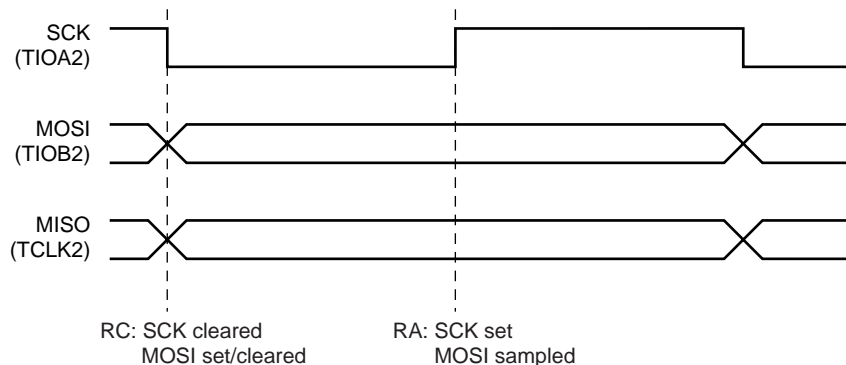 SCK
(TIOA2)
MOSI
(TIOB2)
MISO
(TCLK2)
RC: SCK cleared
MOSI set/cleared
RA: SCK set
MOSI sampled